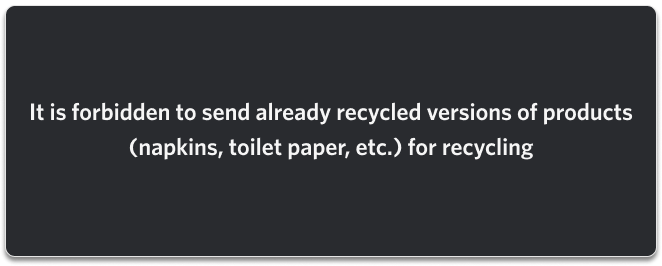 It is forbidden to send already recycled versions of products
(napkins, toilet paper, etc.) for recycling